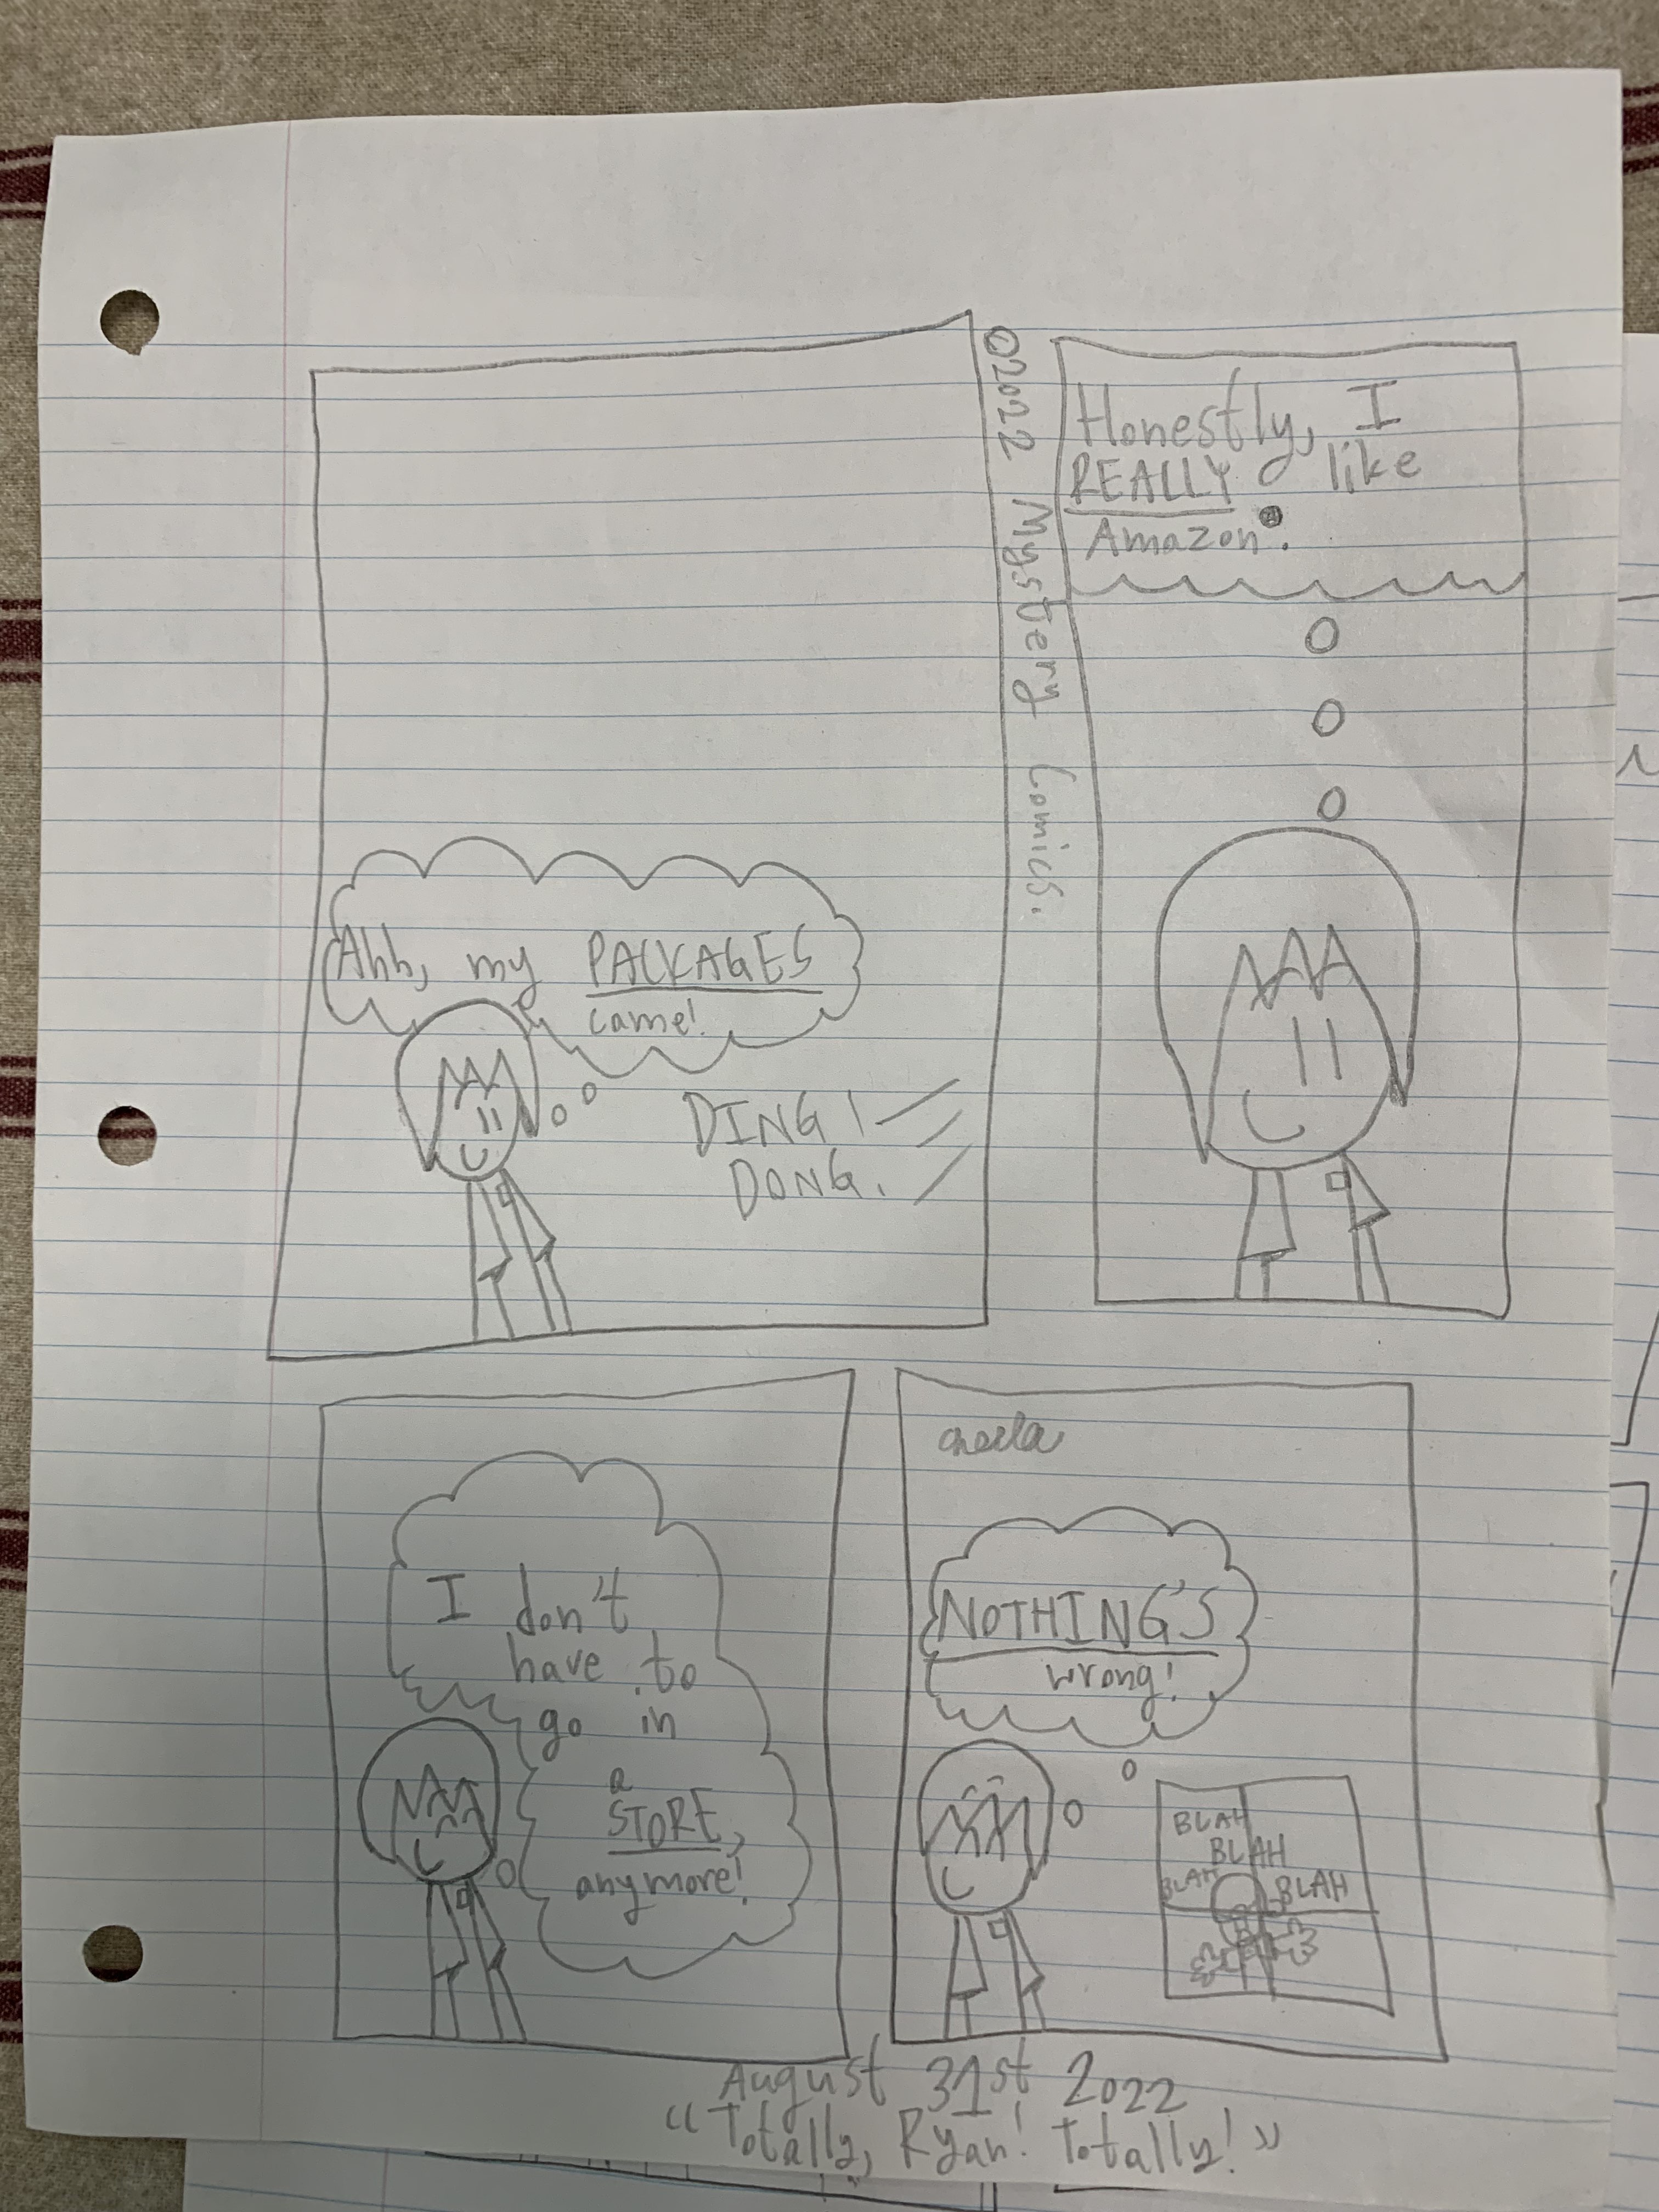 Ahh, my PACKAGES
came!
DING!
DONG.
©2022 Mystery Comics.
Honestly, I
REALLY like
Amazon.
I don't
have to
go in
a
STORE,
anymore!
NOTHING'S
wrong!
BLAH
BLAH
BLAH
BLAH
August 31st 2022
"Totally, Ryan! Totally!"